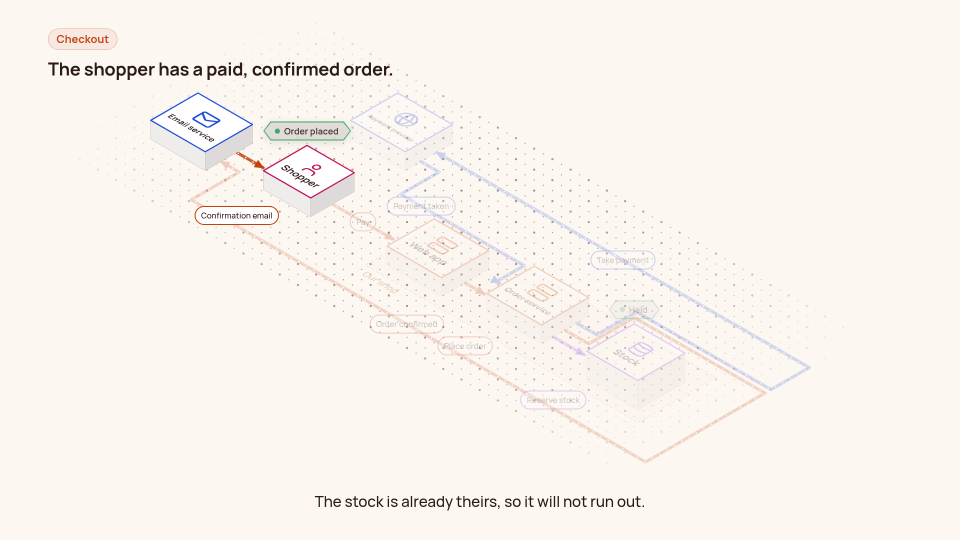 Checkout
The shopper has a paid, confirmed order.
Email service
Order placed
Shopper
Confirmation email
Payment taken
Pay
Web app
Take payment
Order service
Held
Order confirmed
Place order
Stock
Reserve stock
The stock is already theirs, so it will not run out.